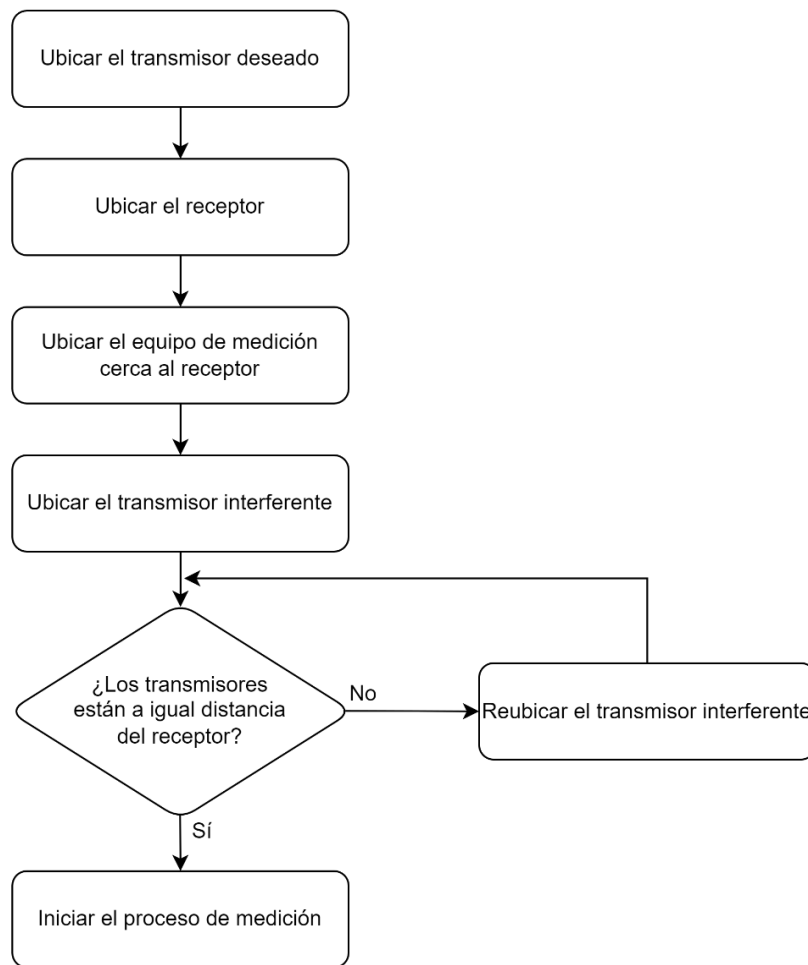 Ubicar el transmisor deseado
Ubicar el receptor
Ubicar el equipo de medición
cerca al receptor
Ubicar el transmisor interferente
¿Los transmisores
están a igual distancia
del receptor?
No
Reubicar el transmisor interferente
Sí
Iniciar el proceso de medición